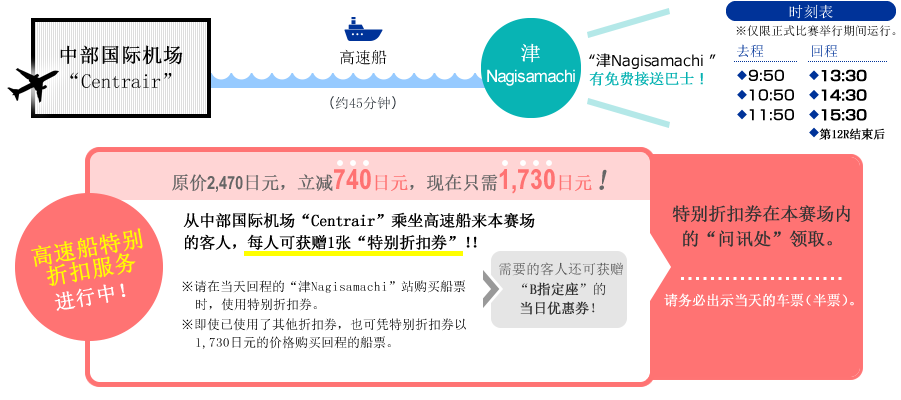 中部国际机场
“Centrair”
高速船
（约45分钟）
津
Nagisamachi
“津Nagisamachi ”
有免费接送巴士！
时刻表
※仅限正式比赛举行期间运行。
去程 回程
◆9:50 ◆13:30
◆10:50 ◆14:30
◆11:50 ◆15:30
◆第12R结束后
高速船特别
折扣服务
进行中！
原价2,470日元，立减740日元，现在只需1,730日元！
从中部国际机场“Centrair”乘坐高速船来本赛场
的客人，每人可获赠1张“特别折扣券”!!
※请在当天回程的“津Nagisamachi”站购买船票
时，使用特别折扣券。
※即使已使用了其他折扣券，也可凭特别折扣券以
1,730日元的价格购买回程的船票。
需要的客人还可获赠
“B指定座”的
当日优惠券！
特别折扣券在本赛场内
的“问讯处”领取。
请务必出示当天的车票（半票）。